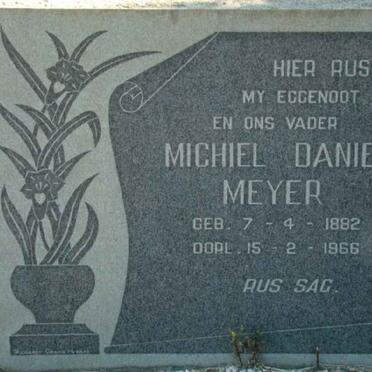 HIER RUS
MY EGGENOOT
EN ONS VADER
MICHIEL DANIE
MEYER
GEB. 7 - 4 - 1882
OORL. 15 - 2 - 1966
RUS SAG.